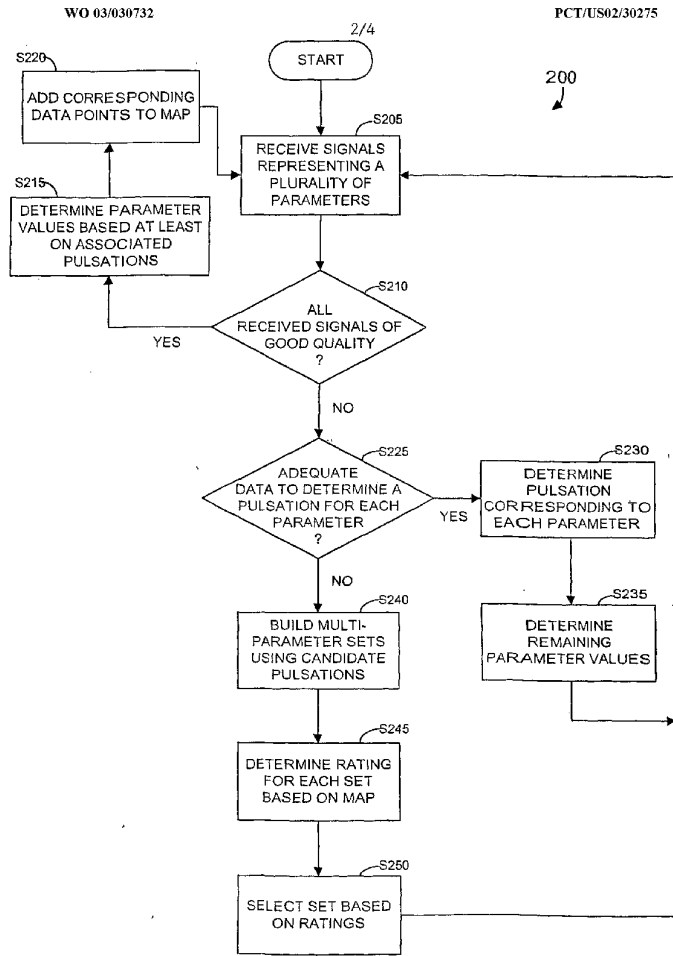 WO 03/030732
PCT/US02/30275
2/4
START
200
S220
ADD CORRESPONDING
DATA POINTS TO MAP
S205
RECEIVE SIGNALS
REPRESENTING A
PLURALITY OF
PARAMETERS
S215
DETERMINE PARAMETER
VALUES BASED AT LEAST
ON ASSOCIATED
PULSATIONS
S210
ALL
RECEIVED SIGNALS OF
GOOD QUALITY
?
YES
NO
S225
ADEQUATE
DATA TO DETERMINE A
PULSATION FOR EACH
PARAMETER
?
YES
NO
S230
DETERMINE
PULSATION
CORRESPONDING TO
EACH PARAMETER
S235
DETERMINE
REMAINING
PARAMETER VALUES
S240
BUILD MULTI-
PARAMETER SETS
USING CANDIDATE
PULSATIONS
S245
DETERMINE RATING
FOR EACH SET
BASED ON MAP
S250
SELECT SET BASED
ON RATINGS